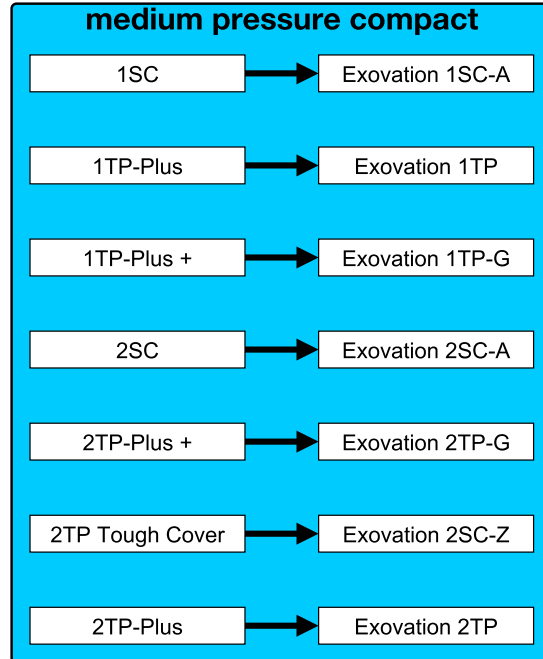 medium pressure compact
1SC Exovation 1SC-A
1TP-Plus Exovation 1TP
1TP-Plus + Exovation 1TP-G
2SC Exovation 2SC-A
2TP-Plus + Exovation 2TP-G
2TP Tough Cover Exovation 2SC-Z
2TP-Plus Exovation 2TP